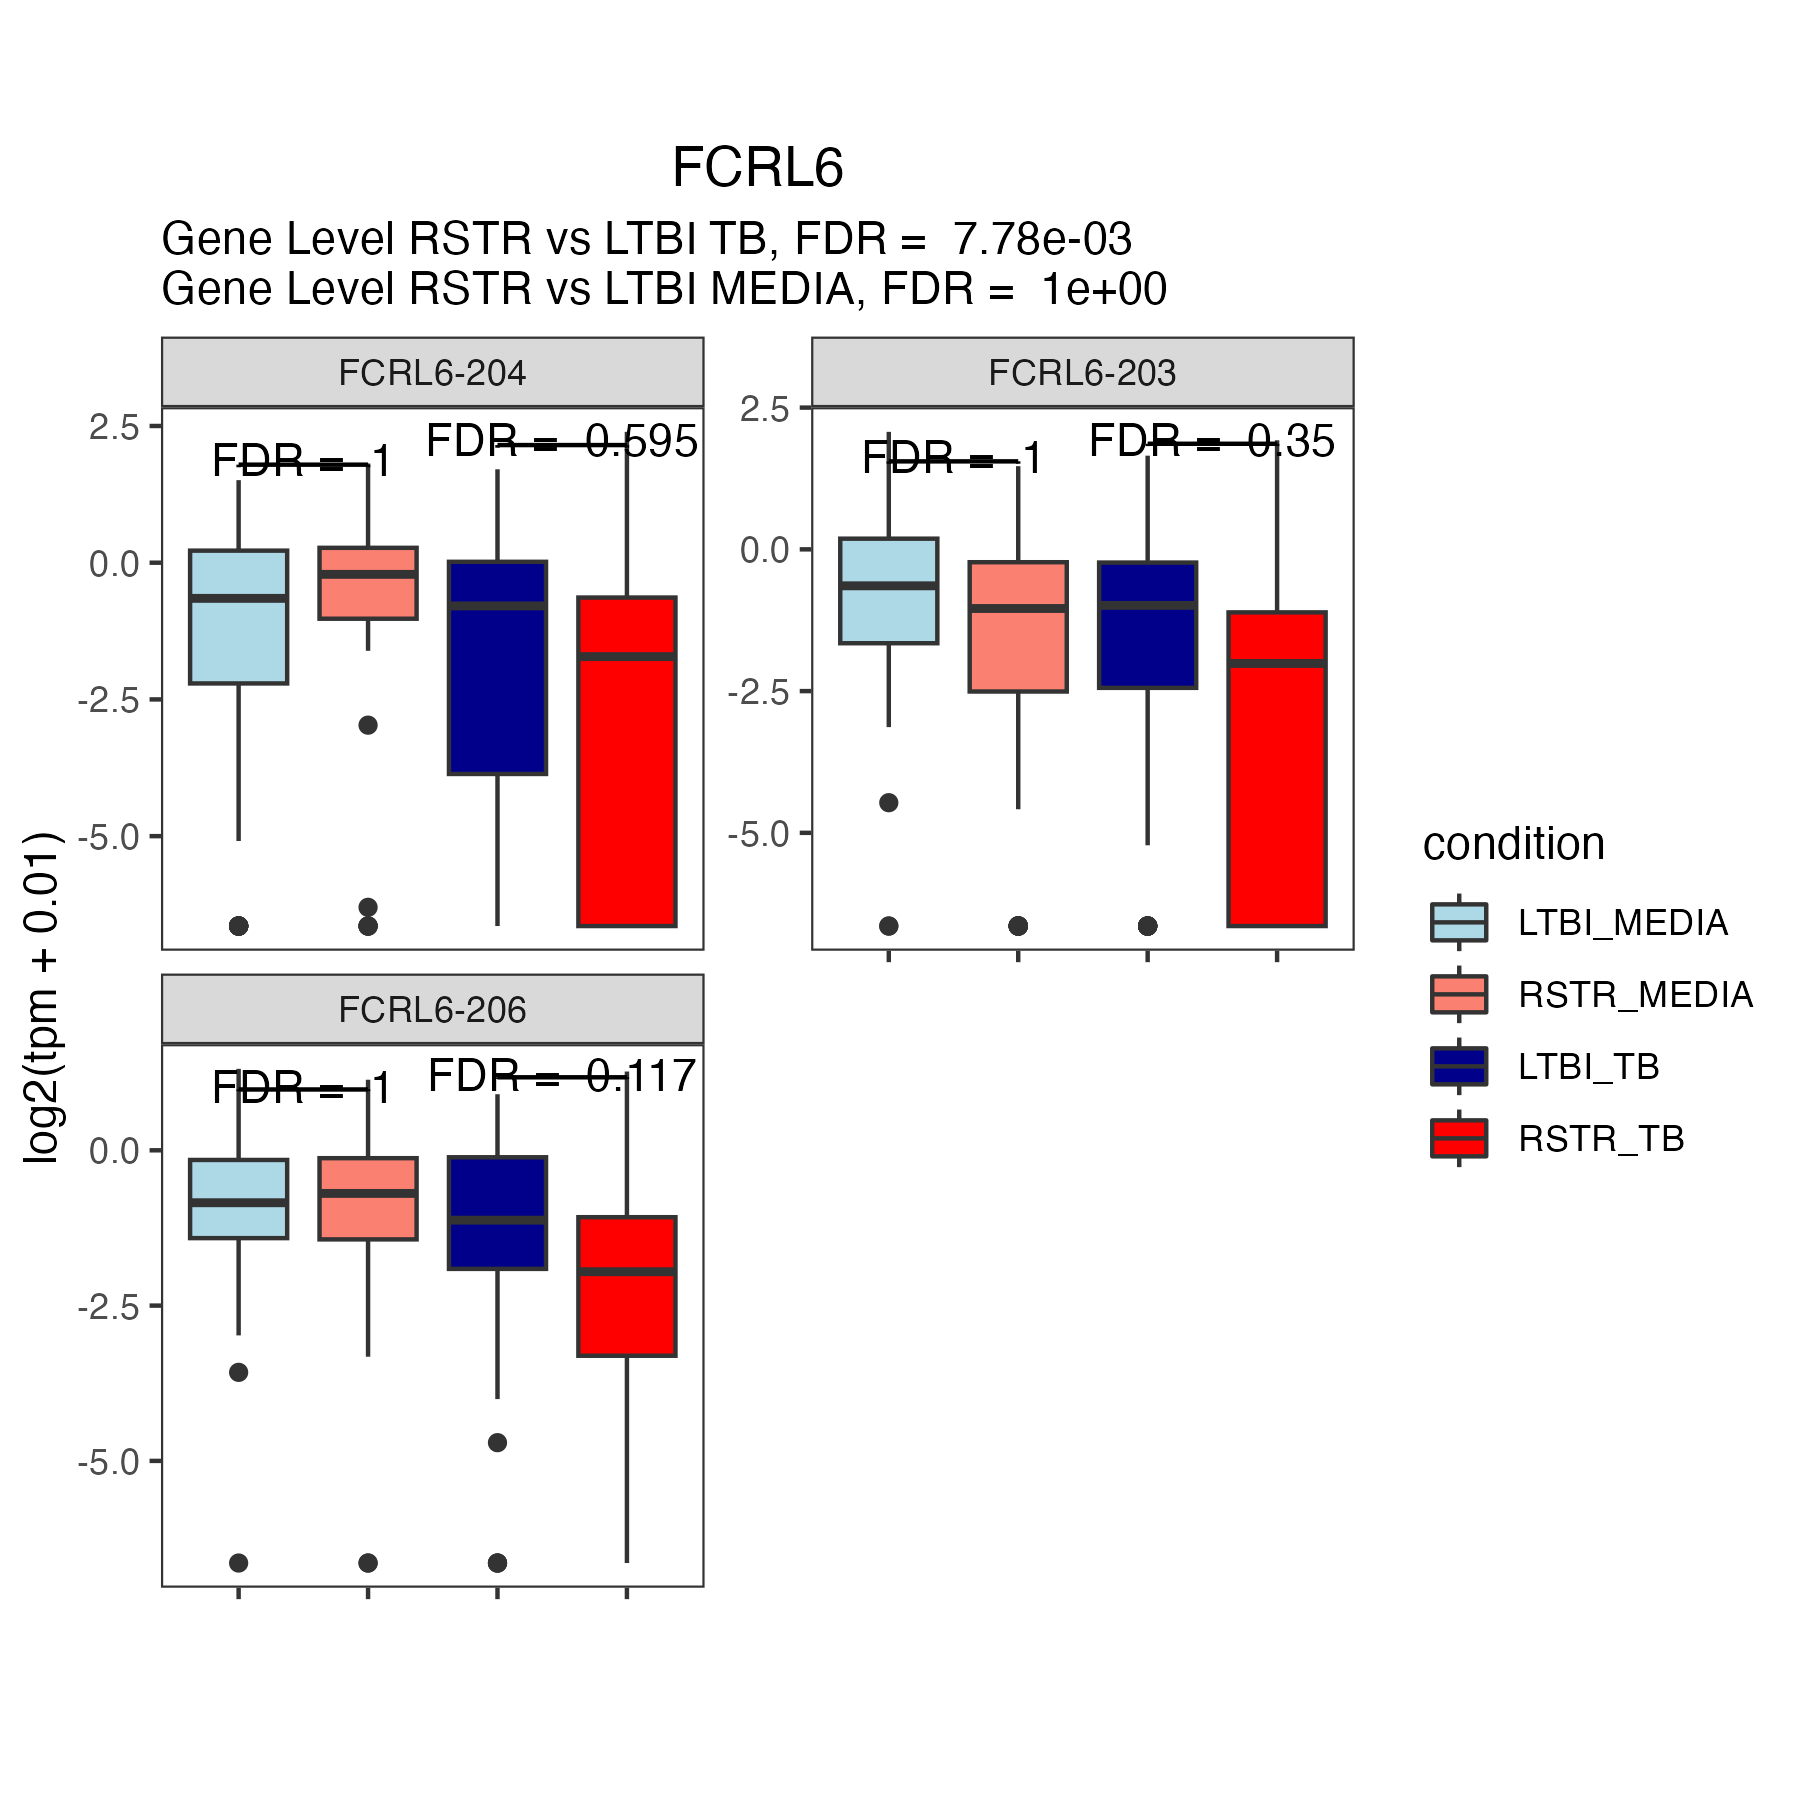 FCRL6
Gene Level RSTR vs LTBI TB, FDR = 7.78e-03
Gene Level RSTR vs LTBI MEDIA, FDR = 1e+00
FCRL6-204
2.5
0.0
-2.5
-5.0
FDR = 1
FDR = 0.595
FCRL6-203
2.5
0.0
-2.5
-5.0
FDR = 1
FDR = 0.35
FCRL6-206
0.0
-2.5
-5.0
FDR = 1
FDR = 0.117
log2(tpm + 0.01)
condition
LTBI_MEDIA
RSTR_MEDIA
LTBI_TB
RSTR_TB